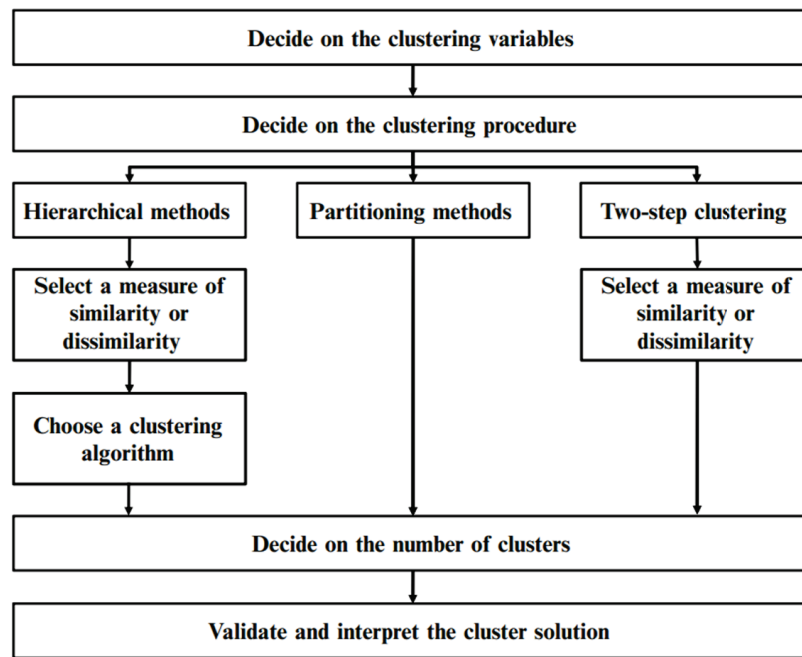 Decide on the clustering variables
Decide on the clustering procedure
Hierarchical methods
Partitioning methods
Two-step clustering
Select a measure of
similarity or
dissimilarity
Select a measure of
similarity or
dissimilarity
Choose a clustering
algorithm
Decide on the number of clusters
Validate and interpret the cluster solution